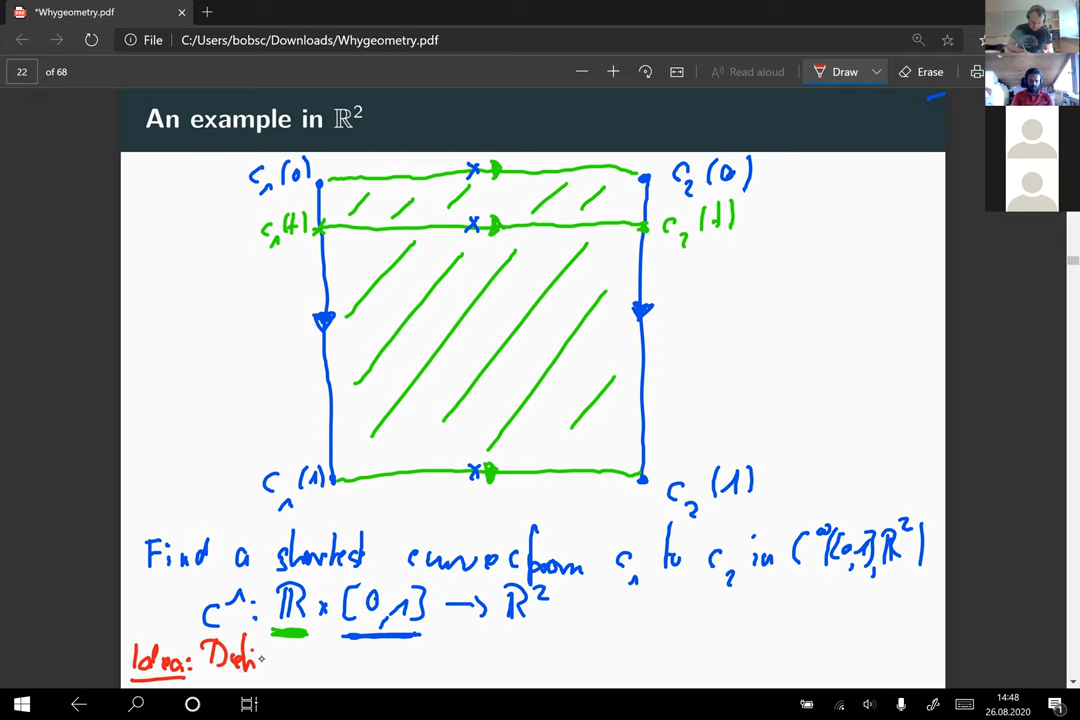 *Whygeometry.pdf
File C:/Users/bobsc/Downloads/Whygeometry.pdf
22 of 68
Read aloud Draw Erase
An example in ℝ²
c₁(0) c₂(0)
c₁(t) c₂(t)
c₁(1) c₂(1)
Find a shortest curve from c₁ to c₂ in C^∞([0,1],ℝ²)
c^: ℝ × [0,1] → ℝ²
Idea: Defi
14:48
26.08.2020